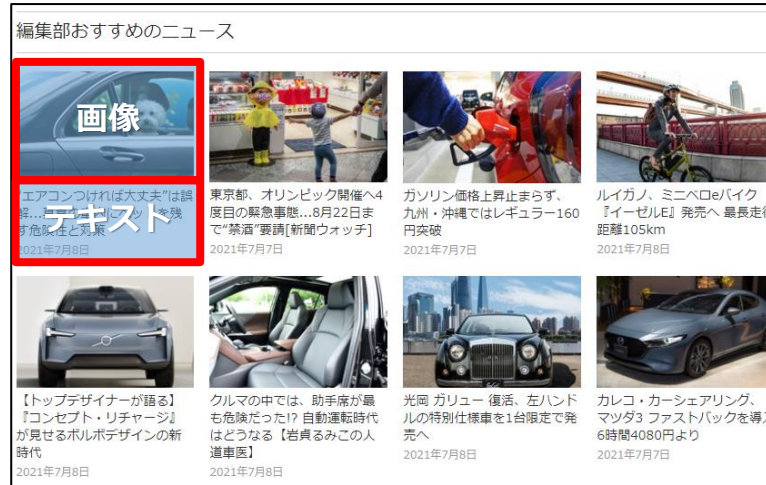 編集部おすすめのニュース
画像
"エアコンつければ大丈夫"は誤
解...
を残
す危険性と対策
テキスト
2021年7月8日
東京都、オリンピック開催へ4
度目の緊急事態...8月22日ま
で"禁酒"要請[新聞ウォッチ]
2021年7月7日
ガソリン価格上昇止まらず、
九州・沖縄ではレギュラー160
円突破
2021年7月7日
ルイガノ、ミニベロeバイク
『イーゼルE』発売へ 最長走行
距離105km
2021年7月8日
【トップデザイナーが語る】
『コンセプト・リチャージ』
が見せるボルボデザインの新
時代
2021年7月8日
クルマの中では、助手席が最
も危険だった!? 自動運転時代
はどうなる【岩貞るみこの人
道車医】
2021年7月8日
光岡 ガリュー 復活、左ハンド
ルの特別仕様車を1台限定で発
売へ
2021年7月8日
カレコ・カーシェアリング、
マツダ3 ファストバックを導入
6時間4080円より
2021年7月7日